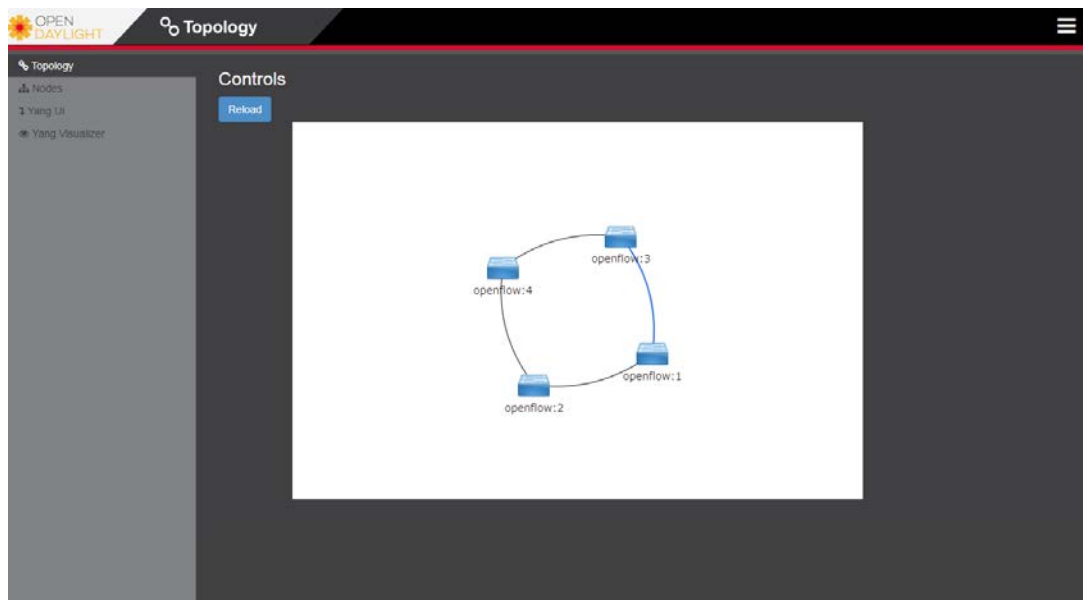 OPEN
DAYLIGHT
Topology
Topology
Nodes
Yang UI
Yang Visualizer
Controls
Reload
openflow:3
openflow:4
openflow:1
openflow:2